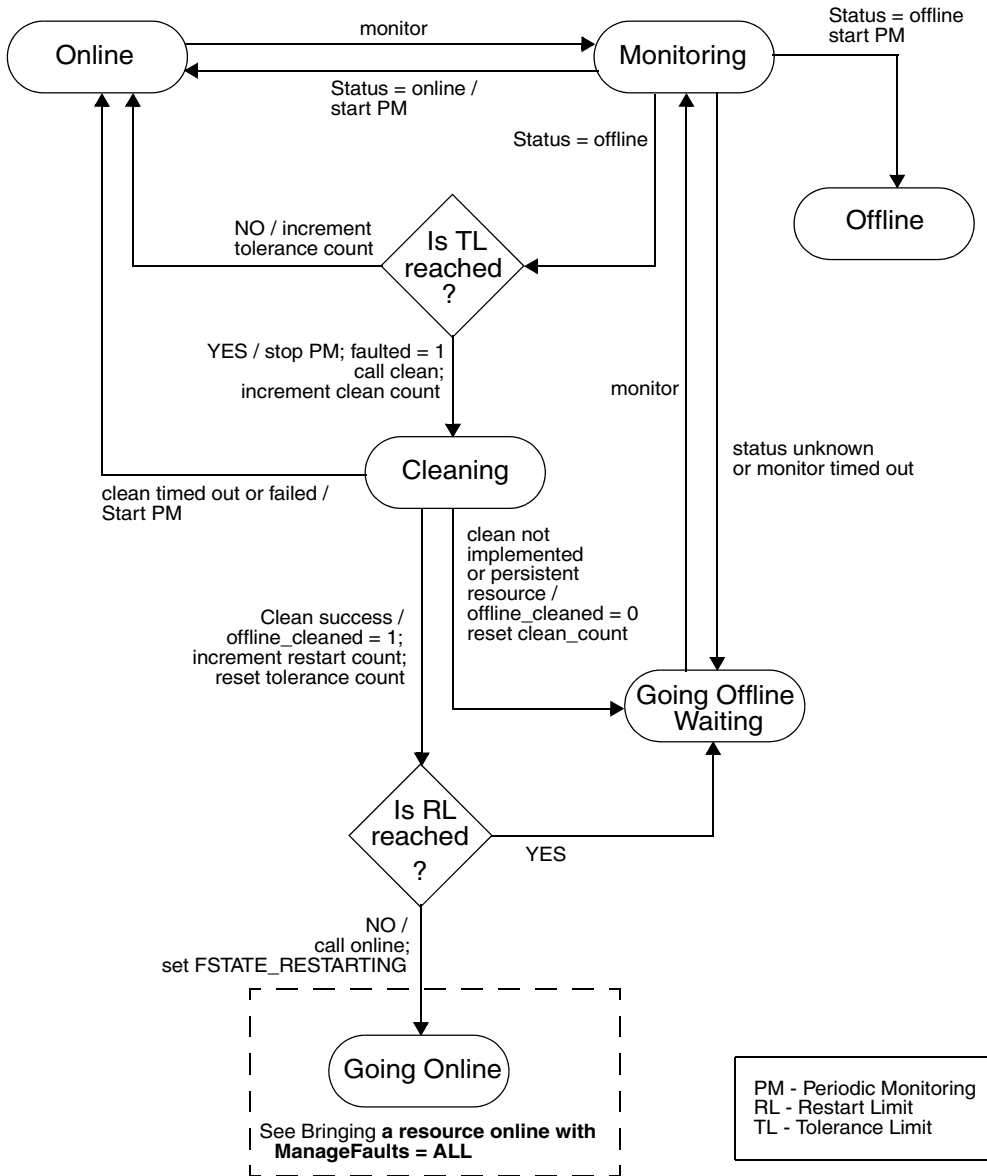 Status = offline
start PM
monitor
Online
Monitoring
Status = online /
start PM
Status = offline
Offline
NO / increment
tolerance count
Is TL
reached
?
YES / stop PM; faulted = 1
call clean;
increment clean count
monitor
status unknown
or monitor timed out
Cleaning
clean timed out or failed /
Start PM
clean not
implemented
or persistent
resource /
offline_cleaned = 0
reset clean_count
Clean success /
offline_cleaned = 1;
increment restart count;
reset tolerance count
Going Offline
Waiting
Is RL
reached
?
YES
NO /
call online;
set FSTATE_RESTARTING
Going Online
See Bringing a resource online with
ManageFaults = ALL
PM - Periodic Monitoring
RL - Restart Limit
TL - Tolerance Limit